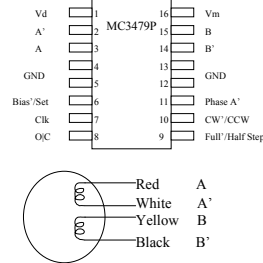 Vd 1 MC3479P 16 Vm
A’ 2 15 B
A 3 14 B’
4 13
GND GND
5 12
Bias’/Set 6 11 Phase A’
Clk 7 10 CW’/CCW
O|C 8 9 Full’/Half Step
Red A
White A’
Yellow B
Black B’